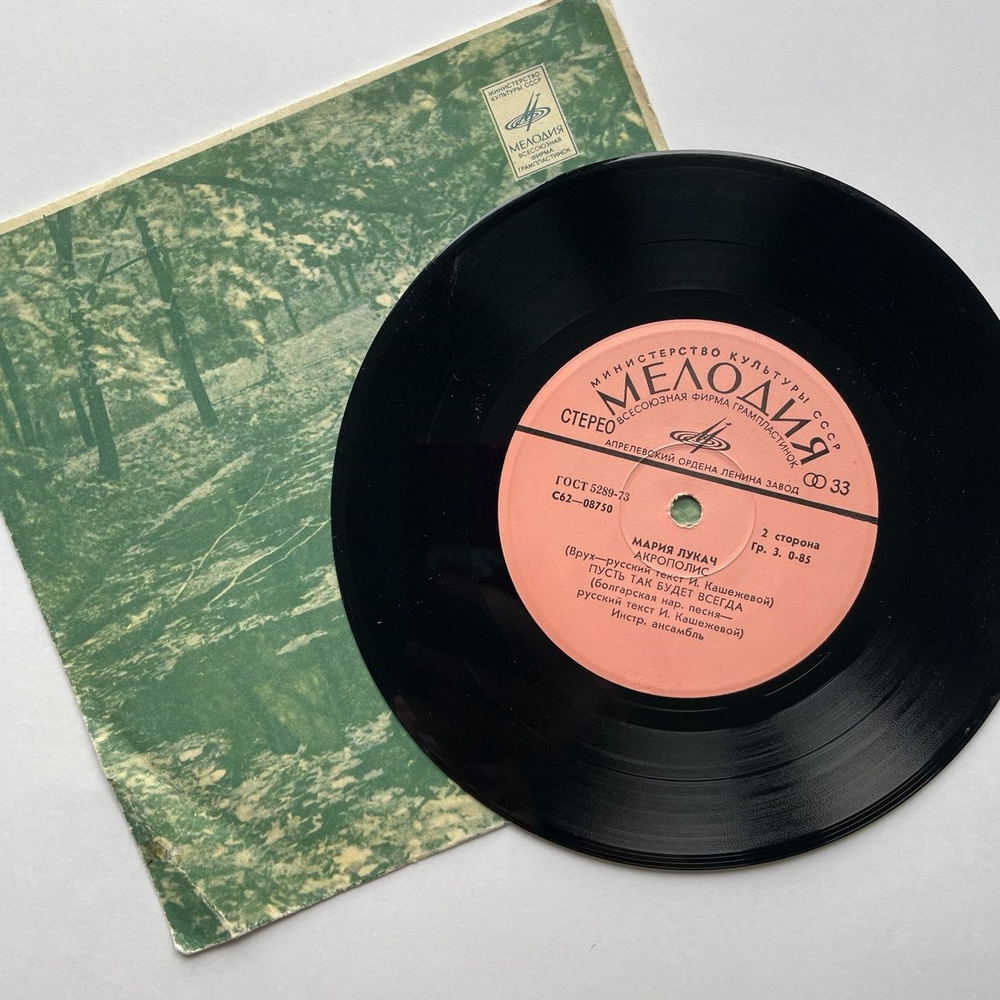 МИНИСТЕРСТВО
КУЛЬТУРЫ СССР
МЕЛОДИЯ
ВСЕСОЮЗНАЯ
ФИРМА
ГРАМПЛАСТИНОК
МИНИСТЕРСТВО КУЛЬТУРЫ СССР
МЕЛОДИЯ
ВСЕСОЮЗНАЯ ФИРМА ГРАМПЛАСТИНОК
СТЕРЕО
АПРЕЛЕВСКИЙ ОРДЕНА ЛЕНИНА ЗАВОД
33
ГОСТ 5289-73
С62—08750
2 сторона
Гр. 3. 0-85
МАРИЯ ЛУКАЧ
АКРОПОЛИС
(Врух—русский текст И. Кашежевой)
ПУСТЬ ТАК БУДЕТ ВСЕГДА
(болгарская нар. песня—
русский текст И. Кашежевой)
Инстр. ансамбль